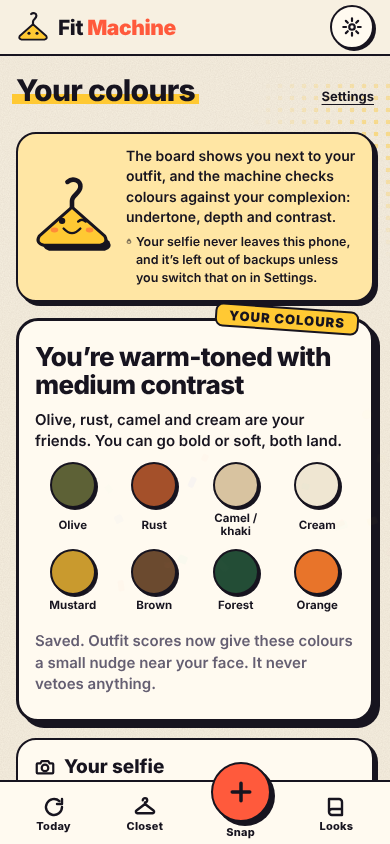 Fit Machine
Your colours
Settings
The board shows you next to your
outfit, and the machine checks
colours against your complexion:
undertone, depth and contrast.
Your selfie never leaves this phone,
and it’s left out of backups unless
you switch that on in Settings.
YOUR COLOURS
You’re warm-toned with
medium contrast
Olive, rust, camel and cream are your
friends. You can go bold or soft, both land.
Olive
Rust
Camel /
khaki
Cream
Mustard
Brown
Forest
Orange
Saved. Outfit scores now give these colours
a small nudge near your face. It never
vetoes anything.
Your selfie
Today
Closet
Snap
Looks